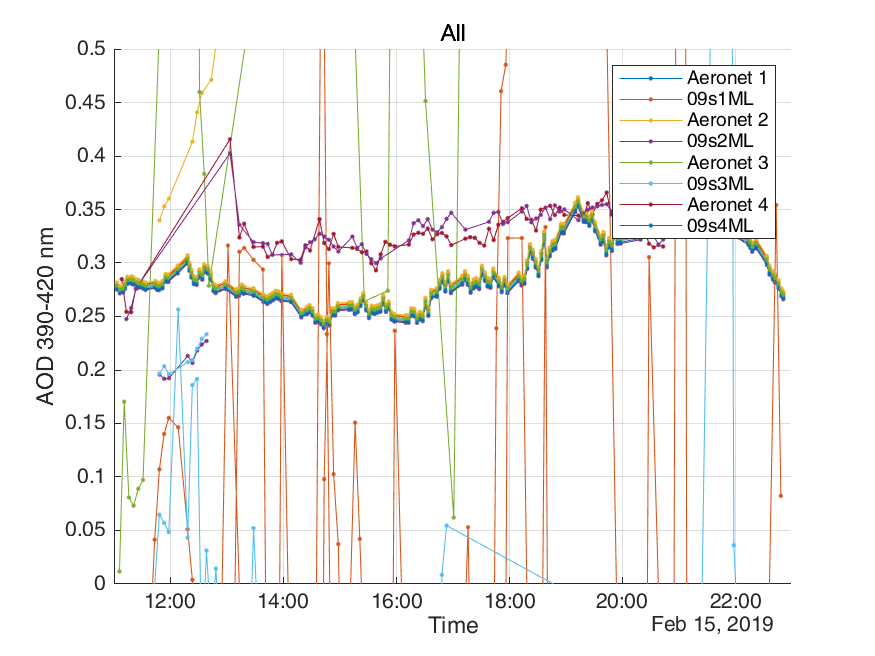 All
0.5
0.45
0.4
0.35
0.3
0.25
0.2
0.15
0.1
0.05
0
AOD 390-420 nm
Aeronet 1
09s1ML
Aeronet 2
09s2ML
Aeronet 3
09s3ML
Aeronet 4
09s4ML
12:00 14:00 16:00 18:00 20:00 22:00
Time
Feb 15, 2019